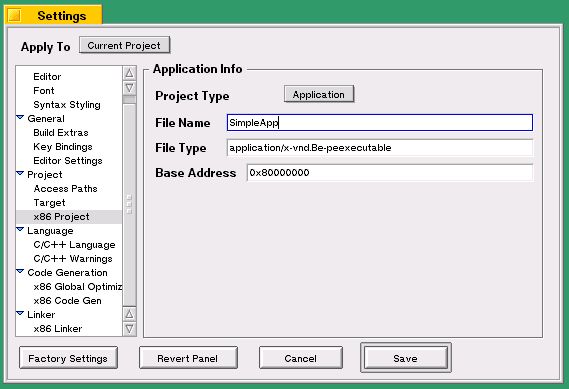 Settings
Apply To Current Project
Editor
Font
Syntax Styling
General
Build Extras
Key Bindings
Editor Settings
Project
Access Paths
Target
x86 Project
Language
C/C++ Language
C/C++ Warnings
Code Generation
x86 Global Optimiz
x86 Code Gen
Linker
x86 Linker
Application Info
Project Type Application
File Name SimpleApp
File Type application/x-vnd.Be-peexecutable
Base Address 0x80000000
Factory Settings Revert Panel Cancel Save